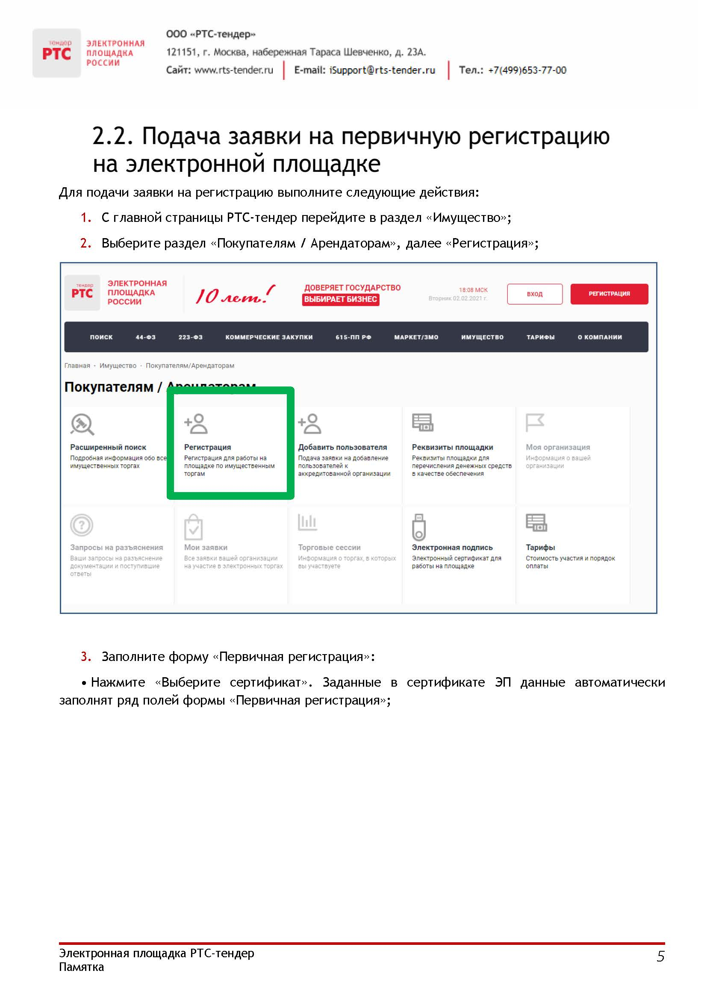 тендер
РТС
ЭЛЕКТРОННАЯ
ПЛОЩАДКА
РОССИИ
ООО «РТС-тендер»
121151, г. Москва, набережная Тараса Шевченко, д. 23А.
Сайт: www.rts-tender.ru E-mail: iSupport@rts-tender.ru Тел.: +7(499)653-77-00
2.2. Подача заявки на первичную регистрацию
на электронной площадке
Для подачи заявки на регистрацию выполните следующие действия:
1. С главной страницы РТС-тендер перейдите в раздел «Имущество»;
2. Выберите раздел «Покупателям / Арендаторам», далее «Регистрация»;
тендер
РТС
ЭЛЕКТРОННАЯ
ПЛОЩАДКА
РОССИИ
10 лет!
ДОВЕРЯЕТ ГОСУДАРСТВО
ВЫБИРАЕТ БИЗНЕС
18:08 МСК
Вторник 02.02.2021 г.
ВХОД
РЕГИСТРАЦИЯ
ПОИСК 44-ФЗ 223-ФЗ КОММЕРЧЕСКИЕ ЗАКУПКИ 615-ПП РФ МАРКЕТ/ЗМО ИМУЩЕСТВО ТАРИФЫ О КОМПАНИИ
Главная · Имущество · Покупателям/Арендаторам
Покупателям / Арендаторам
Расширенный поиск
Подробная информация обо все
имущественных торгах
Регистрация
Регистрация для работы на
площадке по имущественным
торгам
Добавить пользователя
Подача заявки на добавление
пользователей к
аккредитованной организации
Реквизиты площадки
Реквизиты площадки для
перечисления денежных средств
в качестве обеспечения
Моя организация
Информация о вашей
организации
Запросы на разъяснения
Ваши запросы на разъяснение
документации и поступившие
ответы
Мои заявки
Все заявки вашей организации
на участие в электронных торгах
Торговые сессии
Информация о торгах, в которых
вы участвуете
Электронная подпись
Электронный сертификат для
работы на площадке
Тарифы
Стоимость участия и порядок
оплаты
3. Заполните форму «Первичная регистрация»:
• Нажмите «Выберите сертификат». Заданные в сертификате ЭП данные автоматически
заполнят ряд полей формы «Первичная регистрация»;
Электронная площадка РТС-тендер
Памятка
5